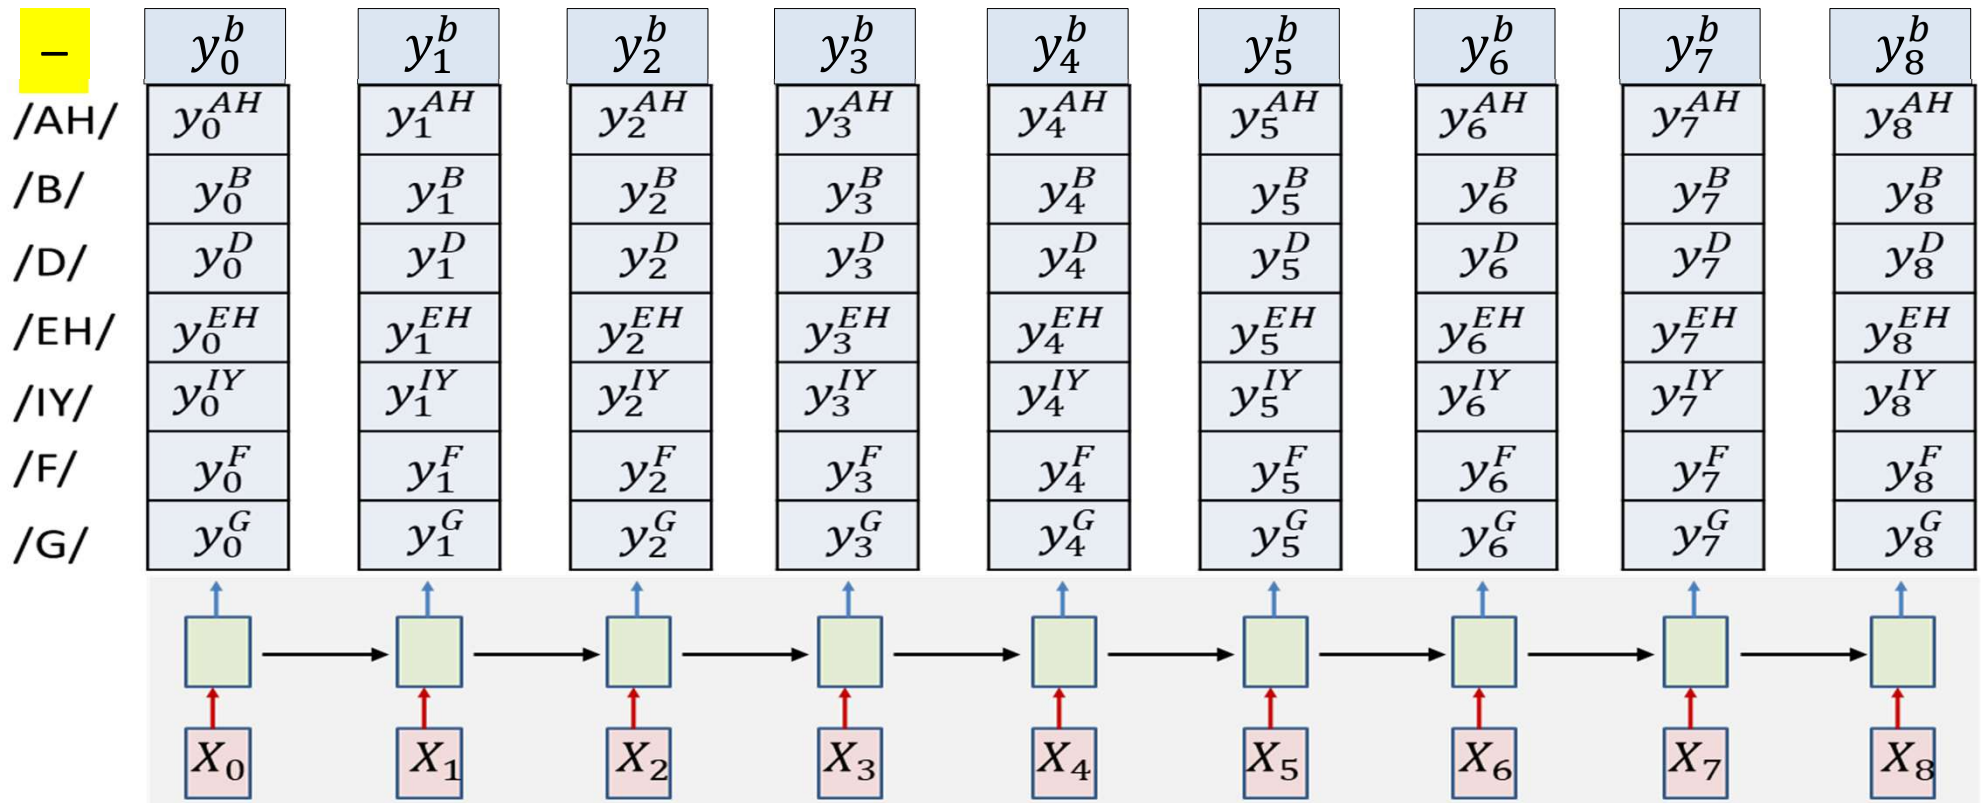 – y_0^b y_1^b y_2^b y_3^b y_4^b y_5^b y_6^b y_7^b y_8^b
/AH/ y_0^{AH} y_1^{AH} y_2^{AH} y_3^{AH} y_4^{AH} y_5^{AH} y_6^{AH} y_7^{AH} y_8^{AH}
/B/ y_0^B y_1^B y_2^B y_3^B y_4^B y_5^B y_6^B y_7^B y_8^B
/D/ y_0^D y_1^D y_2^D y_3^D y_4^D y_5^D y_6^D y_7^D y_8^D
/EH/ y_0^{EH} y_1^{EH} y_2^{EH} y_3^{EH} y_4^{EH} y_5^{EH} y_6^{EH} y_7^{EH} y_8^{EH}
/IY/ y_0^{IY} y_1^{IY} y_2^{IY} y_3^{IY} y_4^{IY} y_5^{IY} y_6^{IY} y_7^{IY} y_8^{IY}
/F/ y_0^F y_1^F y_2^F y_3^F y_4^F y_5^F y_6^F y_7^F y_8^F
/G/ y_0^G y_1^G y_2^G y_3^G y_4^G y_5^G y_6^G y_7^G y_8^G
X_0 X_1 X_2 X_3 X_4 X_5 X_6 X_7 X_8